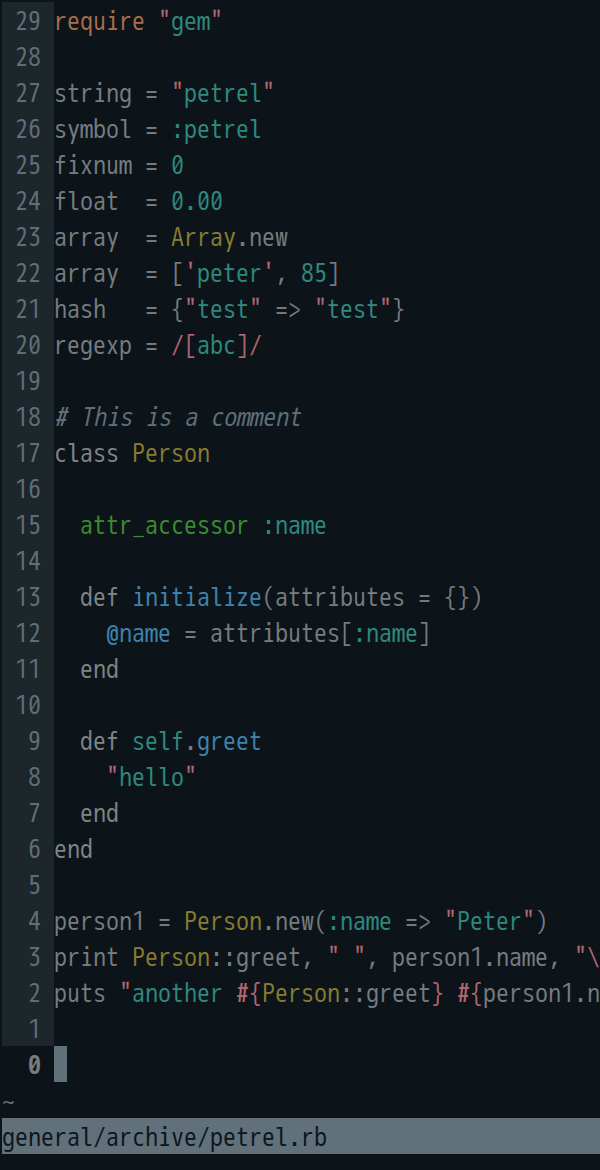 29 require "gem"
28
27 string = "petrel"
26 symbol = :petrel
25 fixnum = 0
24 float  = 0.00
23 array  = Array.new
22 array  = ['peter', 85]
21 hash   = {"test" => "test"}
20 regexp = /[abc]/
19
18 # This is a comment
17 class Person
16
15   attr_accessor :name
14
13   def initialize(attributes = {})
12     @name = attributes[:name]
11   end
10
9   def self.greet
8     "hello"
7   end
6 end
5
4 person1 = Person.new(:name => "Peter")
3 print Person::greet, " ", person1.name, "\
2 puts "another #{Person::greet} #{person1.n
1
0
~
general/archive/petrel.rb